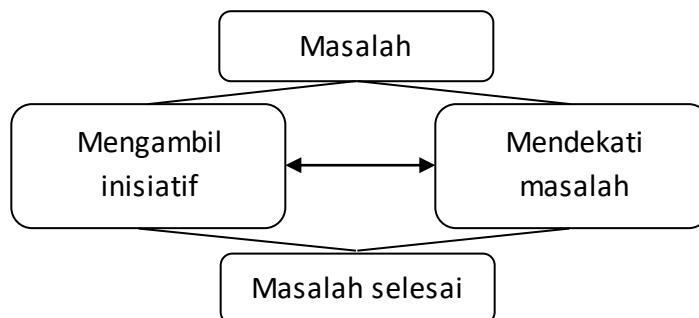 Masalah
Mengambil
inisiatif
Mendekati
masalah
Masalah selesai